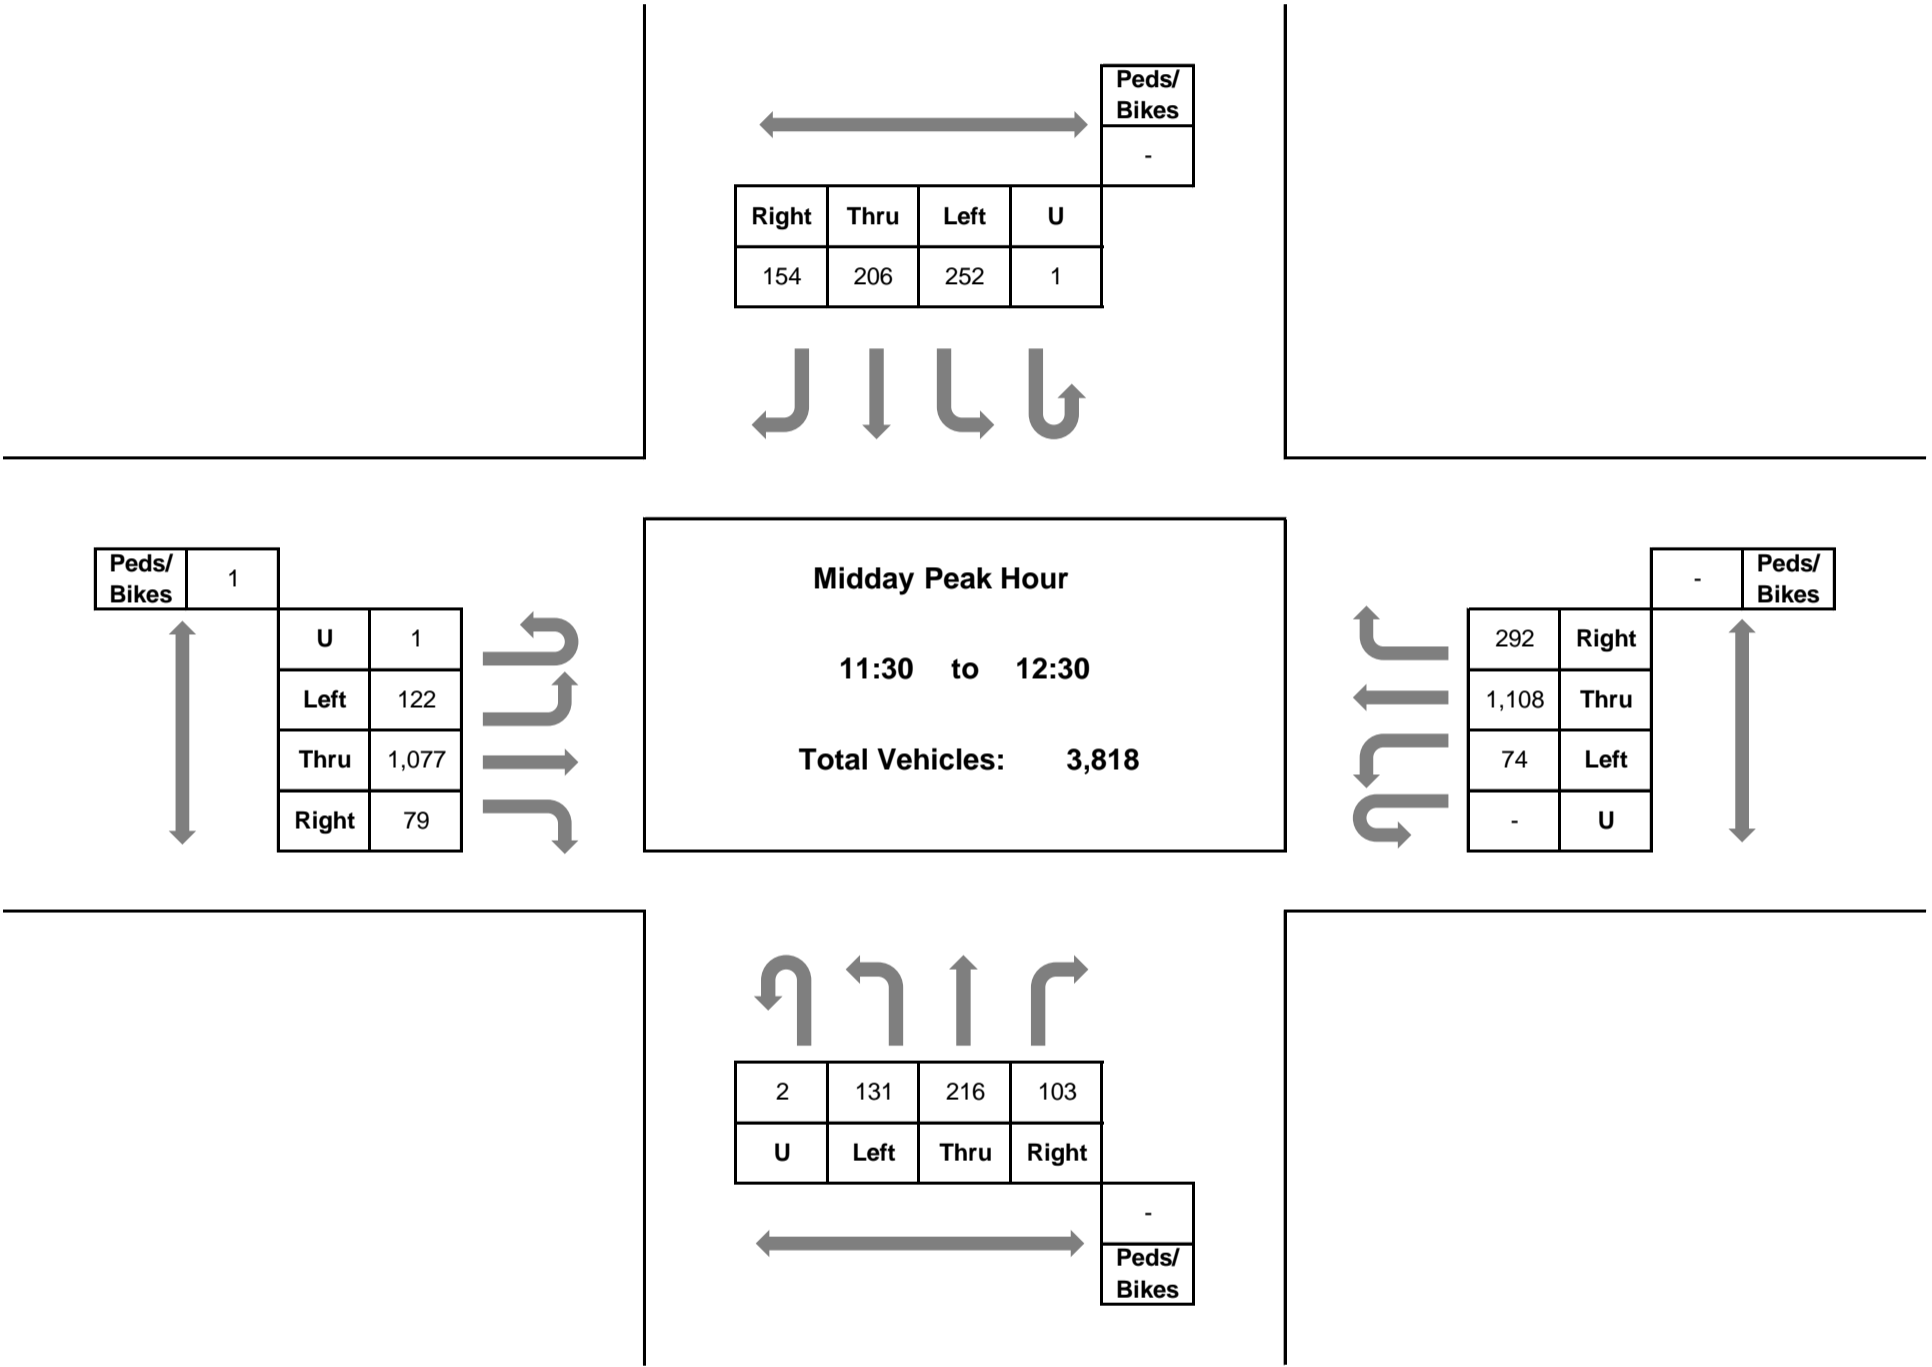 Peds/
Bikes
-
Right Thru Left U
154 206 252 1
Peds/
Bikes
1
U 1
Left 122
Thru 1,077
Right 79
Midday Peak Hour
11:30 to 12:30
Total Vehicles: 3,818
-
Peds/
Bikes
292 Right
1,108 Thru
74 Left
- U
2 131 216 103
U Left Thru Right
-
Peds/
Bikes